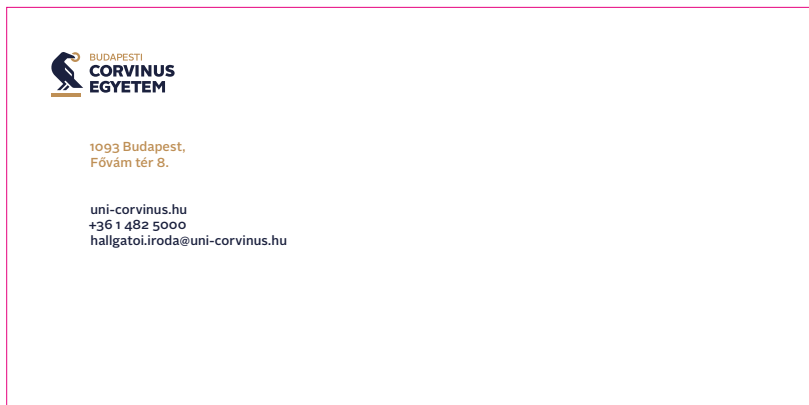 BUDAPESTI
CORVINUS
EGYETEM
1093 Budapest,
Fővám tér 8.
uni-corvinus.hu
+36 1 482 5000
hallgatoi.iroda@uni-corvinus.hu